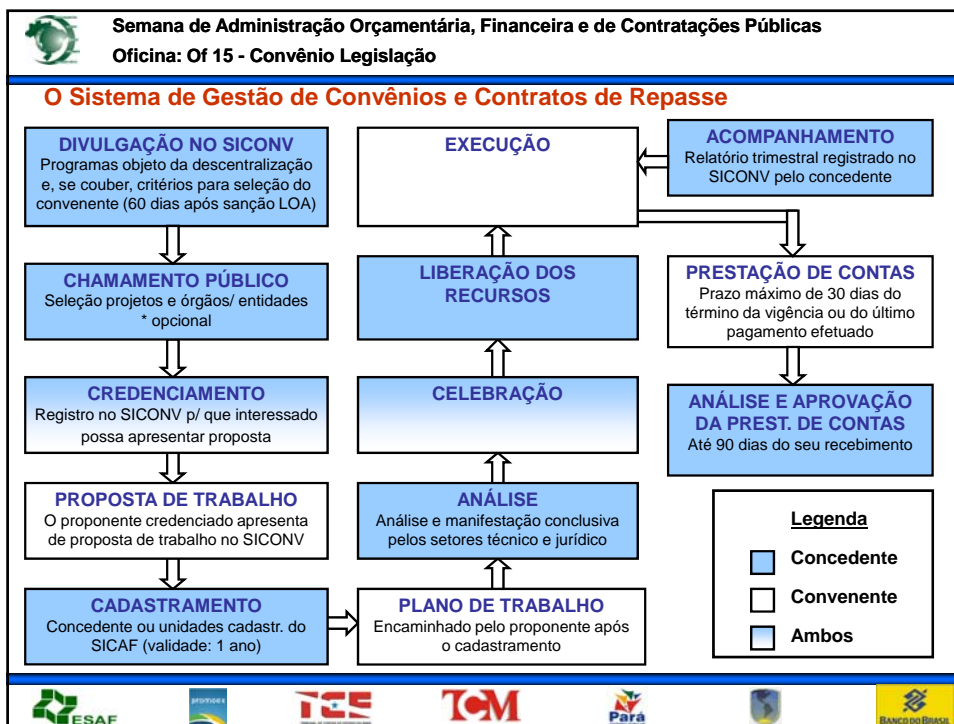 Semana de Administração Orçamentária, Financeira e de Contratações Públicas
Oficina: Of 15 - Convênio Legislação
O Sistema de Gestão de Convênios e Contratos de Repasse
DIVULGAÇÃO NO SICONV
Programas objeto da descentralização
e, se couber, critérios para seleção do
convenente (60 dias após sanção LOA)
CHAMAMENTO PÚBLICO
Seleção projetos e órgãos/ entidades
* opcional
CREDENCIAMENTO
Registro no SICONV p/ que interessado
possa apresentar proposta
PROPOSTA DE TRABALHO
O proponente credenciado apresenta
de proposta de trabalho no SICONV
CADASTRAMENTO
Concedente ou unidades cadastr. do
SICAF (validade: 1 ano)
PLANO DE TRABALHO
Encaminhado pelo proponente após
o cadastramento
ANÁLISE
Análise e manifestação conclusiva
pelos setores técnico e jurídico
CELEBRAÇÃO
LIBERAÇÃO DOS
RECURSOS
EXECUÇÃO
ACOMPANHAMENTO
Relatório trimestral registrado no
SICONV pelo concedente
PRESTAÇÃO DE CONTAS
Prazo máximo de 30 dias do
término da vigência ou do último
pagamento efetuado
ANÁLISE E APROVAÇÃO
DA PREST. DE CONTAS
Até 90 dias do seu recebimento
Legenda
Concedente
Convenente
Ambos
ESAF
promoex
TCE
TCM
Pará
BANCO DO BRASIL